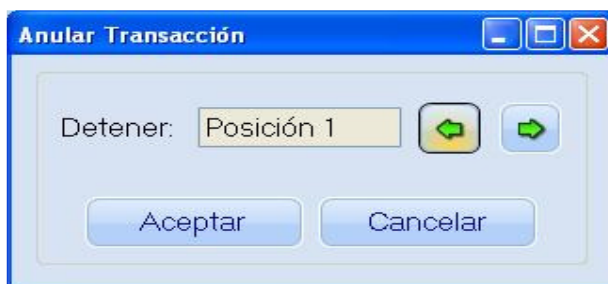 Anular Transacción
Detener: Posición 1
Aceptar Cancelar